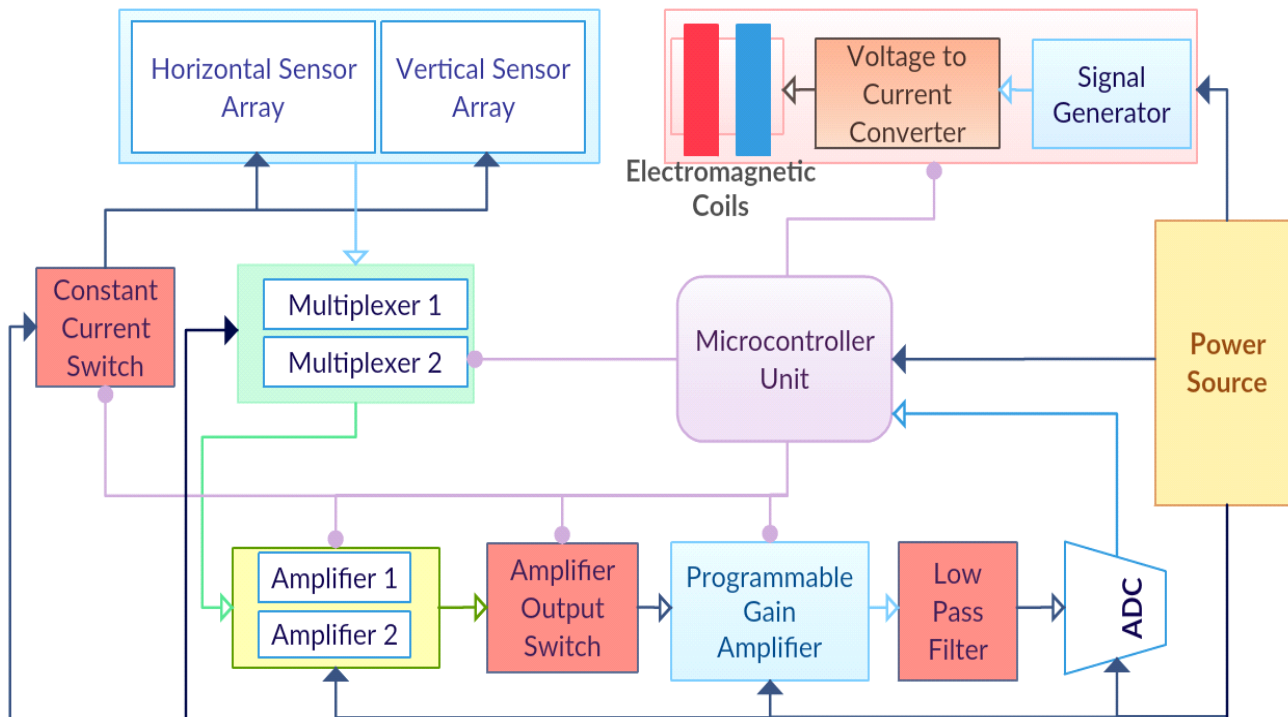 Horizontal Sensor
Array
Vertical Sensor
Array
Voltage to
Current
Converter
Signal
Generator
Electromagnetic
Coils
Constant
Current
Switch
Multiplexer 1
Multiplexer 2
Microcontroller
Unit
Power
Source
Amplifier 1
Amplifier 2
Amplifier
Output
Switch
Programmable
Gain
Amplifier
Low
Pass
Filter
ADC